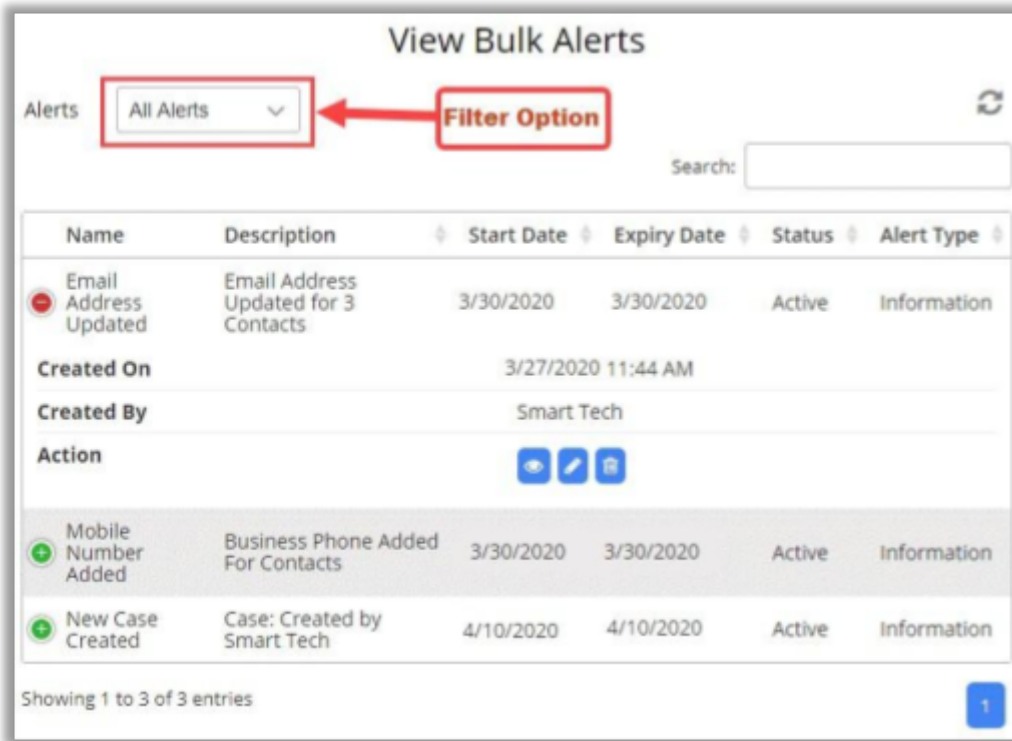 View Bulk Alerts
Alerts All Alerts Filter Option
Search:
Name Description Start Date Expiry Date Status Alert Type
Email Address Updated Email Address Updated for 3 Contacts 3/30/2020 3/30/2020 Active Information
Created On 3/27/2020 11:44 AM
Created By Smart Tech
Action
Mobile Number Added Business Phone Added For Contacts 3/30/2020 3/30/2020 Active Information
New Case Created Case: Created by Smart Tech 4/10/2020 4/10/2020 Active Information
Showing 1 to 3 of 3 entries 1